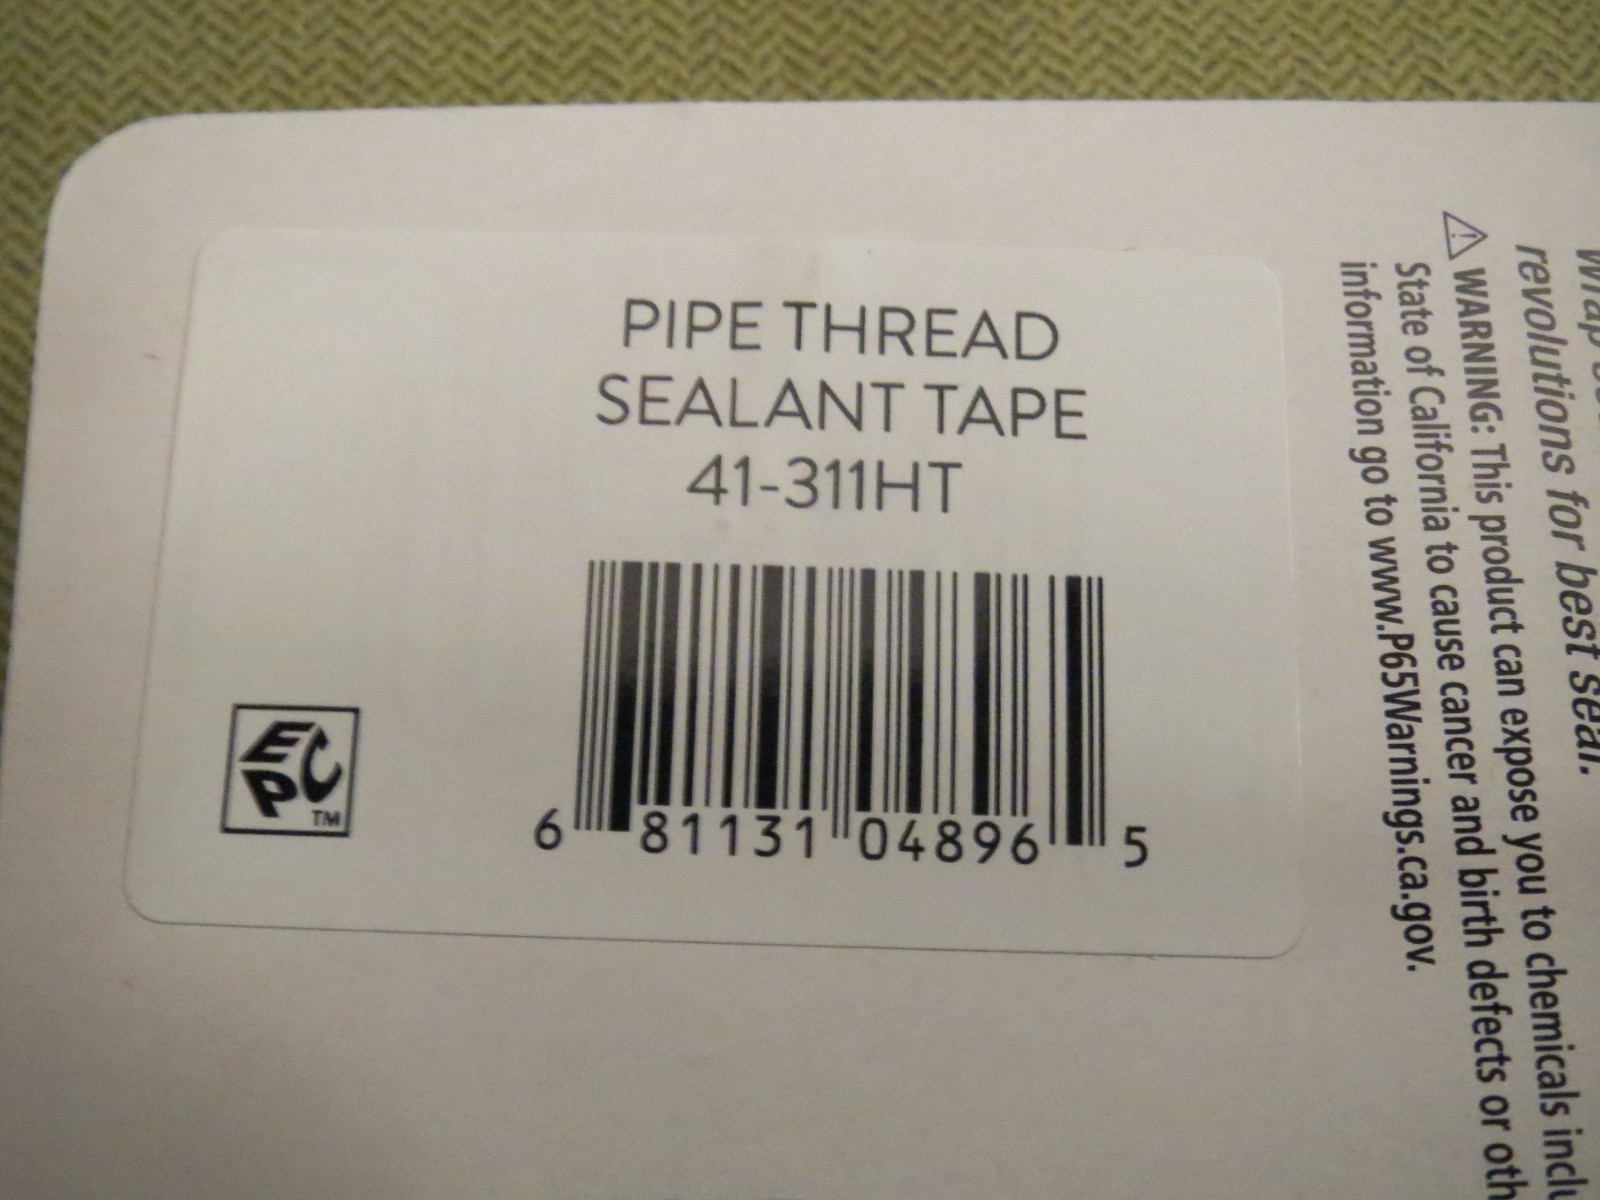 PIPE THREAD
SEALANT TAPE
41-311HT
6 81131 04896 5
ECP
TM
revolutions for best seal.
⚠ WARNING: This product can expose you to chemicals
State of California to cause cancer and birth defects or
information go to www.P65Warnings.ca.gov.